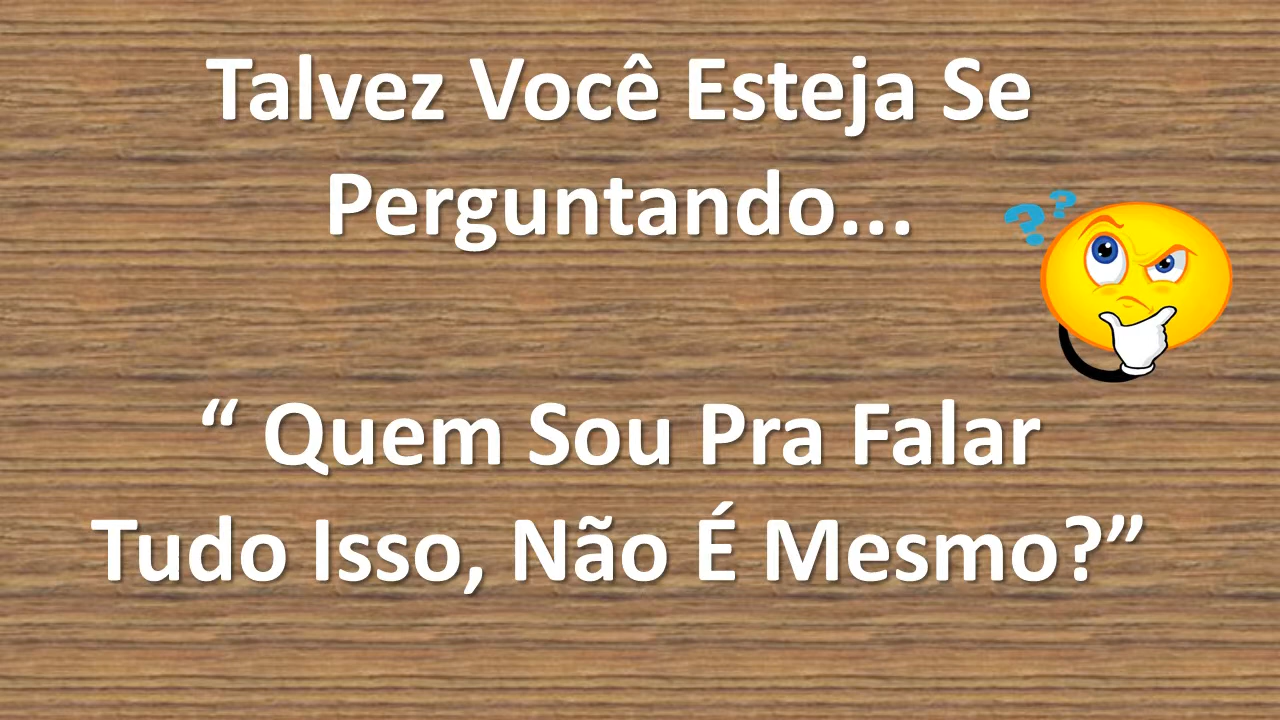 Talvez Você Esteja Se
Perguntando...
“ Quem Sou Pra Falar
Tudo Isso, Não É Mesmo?”